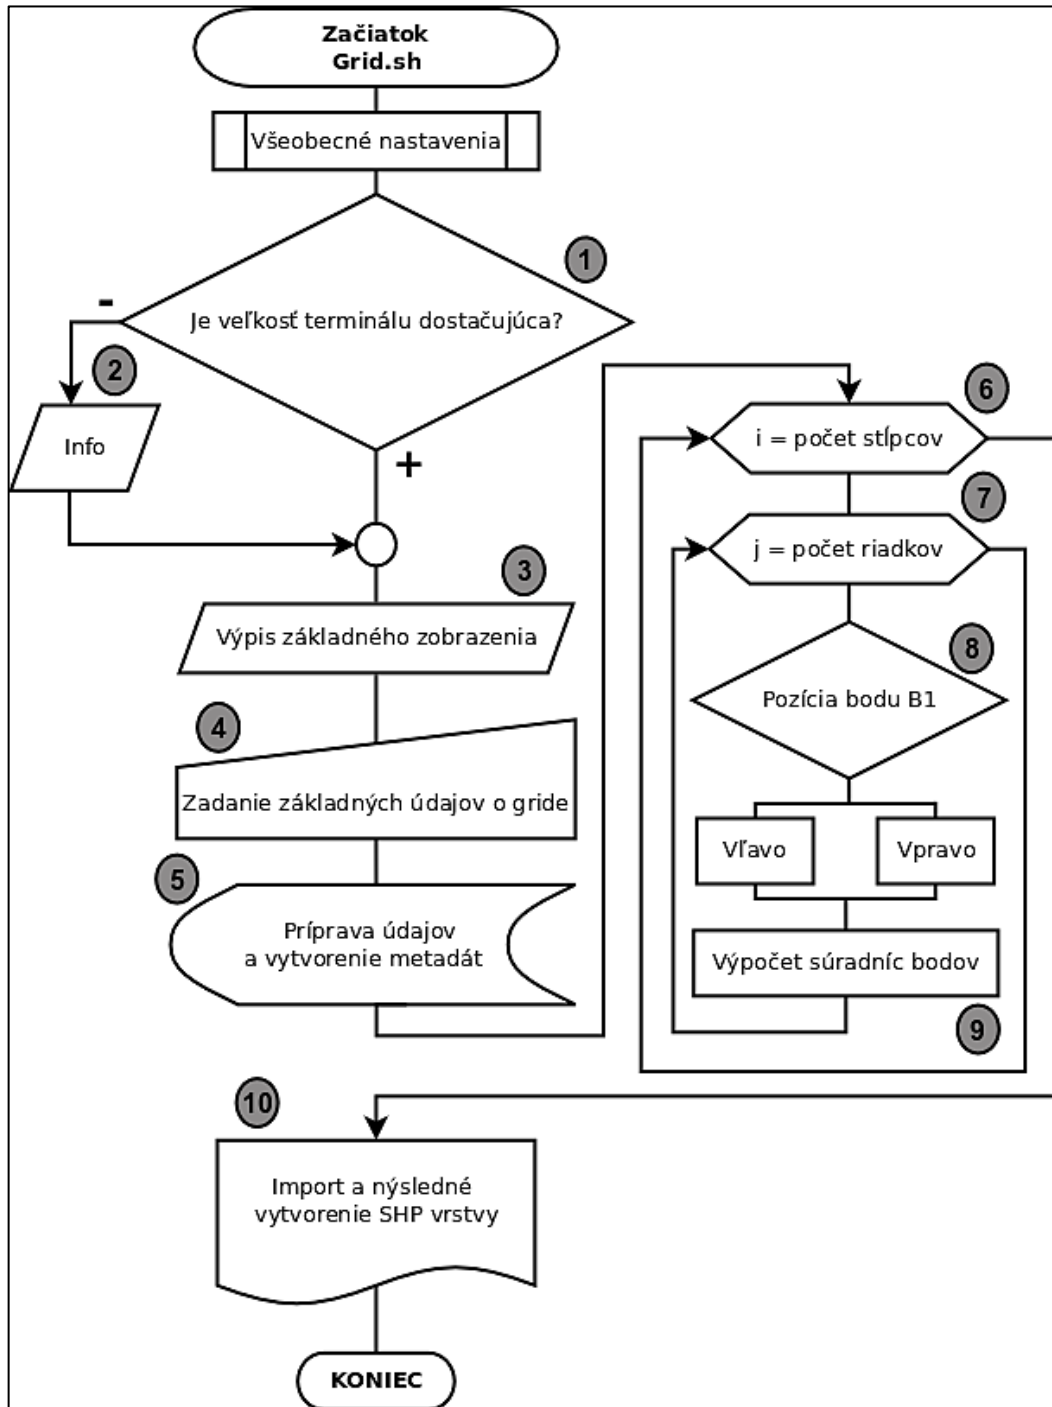 Začiatok
Grid.sh
Všeobecné nastavenia
1
Je veľkosť terminálu dostačujúca?
-
2
Info
+
3
Výpis základného zobrazenia
4
Zadanie základných údajov o gride
5
Príprava údajov
a vytvorenie metadát
6
i = počet stĺpcov
7
j = počet riadkov
8
Pozícia bodu B1
Vľavo
Vpravo
Výpočet súradníc bodov
9
10
Import a nýsledné
vytvorenie SHP vrstvy
KONIEC